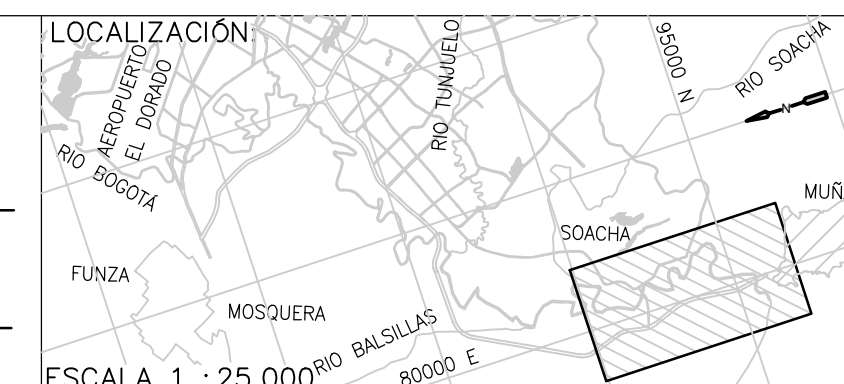 LOCALIZACIÓN:
AEROPUERTO
EL DORADO
RIO BOGOTÁ
RIO TUNJUELO
95000 N
RIO SOACHA
N
MUÑ
SOACHA
FUNZA
MOSQUERA
RIO BALSILLAS
80000 E
ESCALA 1 : 25.000